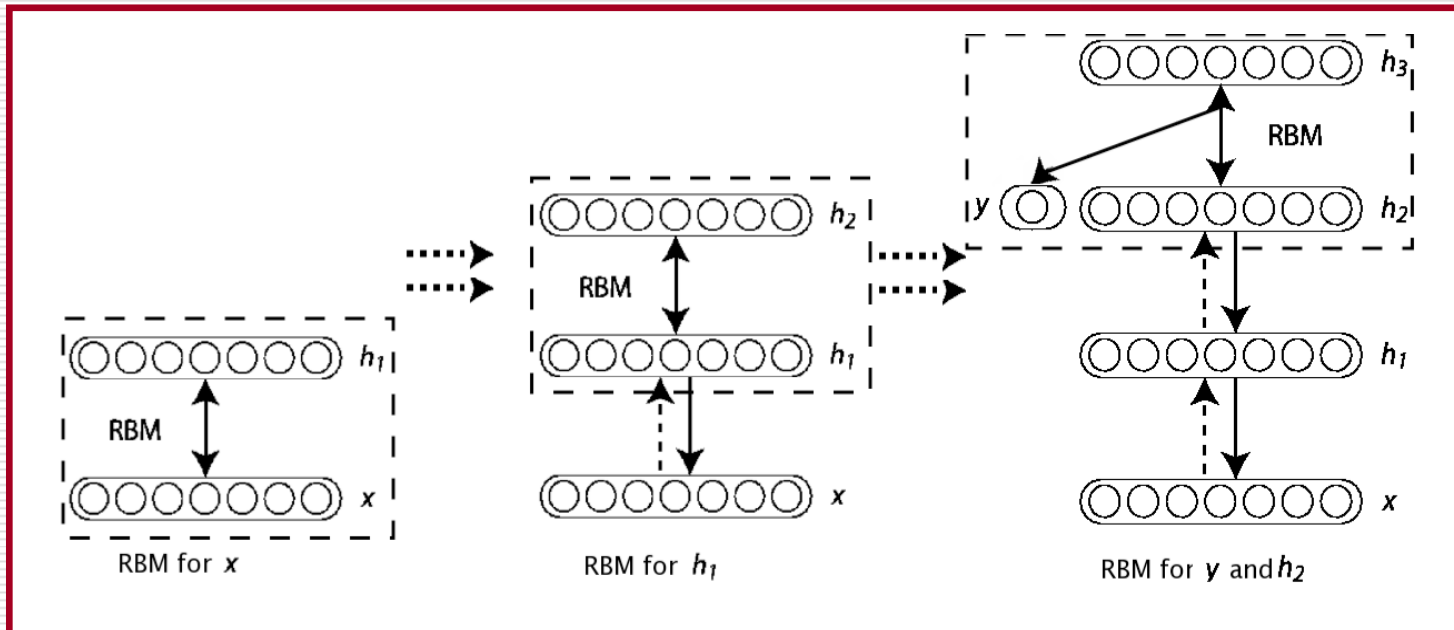 h₁
RBM
x
RBM for x
h₂
RBM
h₁
x
RBM for h₁
h₃
RBM
y
h₂
h₁
x
RBM for y and h₂